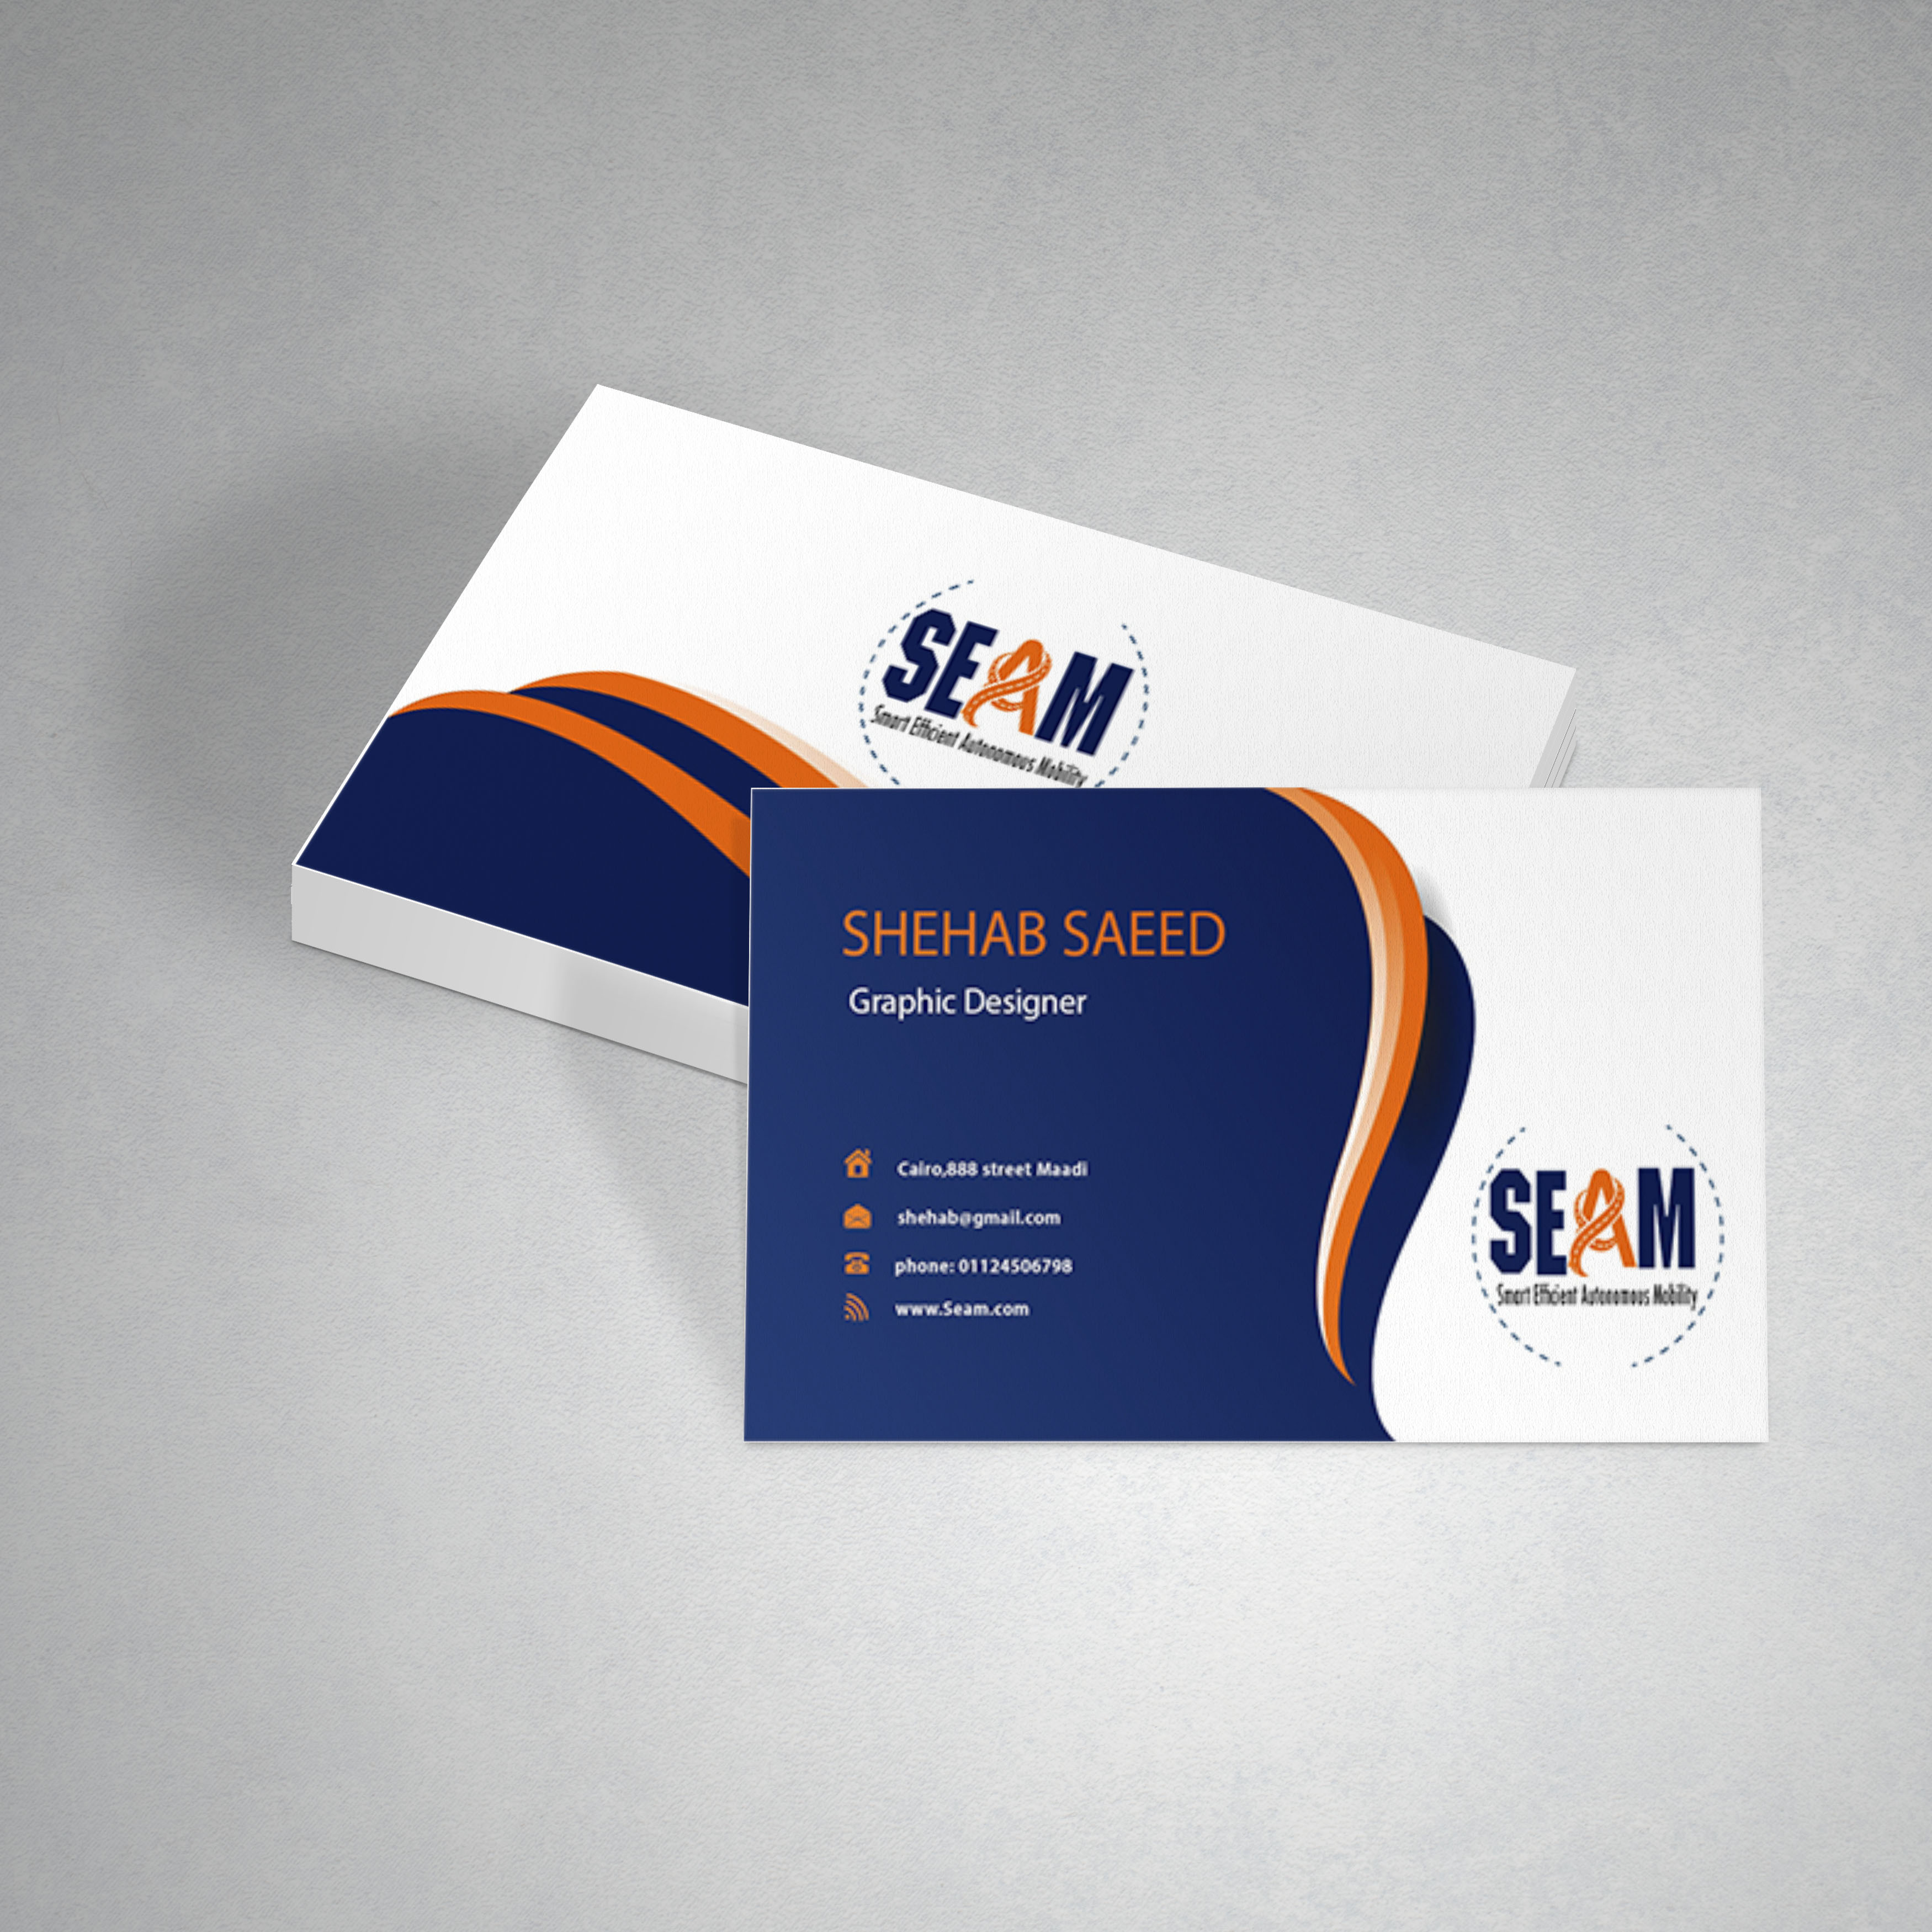 SEAM
Smart Efficient Autonomous Mobility
SHEHAB SAEED
Graphic Designer
Cairo,888 street Maadi
shehab@gmail.com
phone: 01124506798
www.Seam.com
SEAM
Smart Efficient Autonomous Mobility